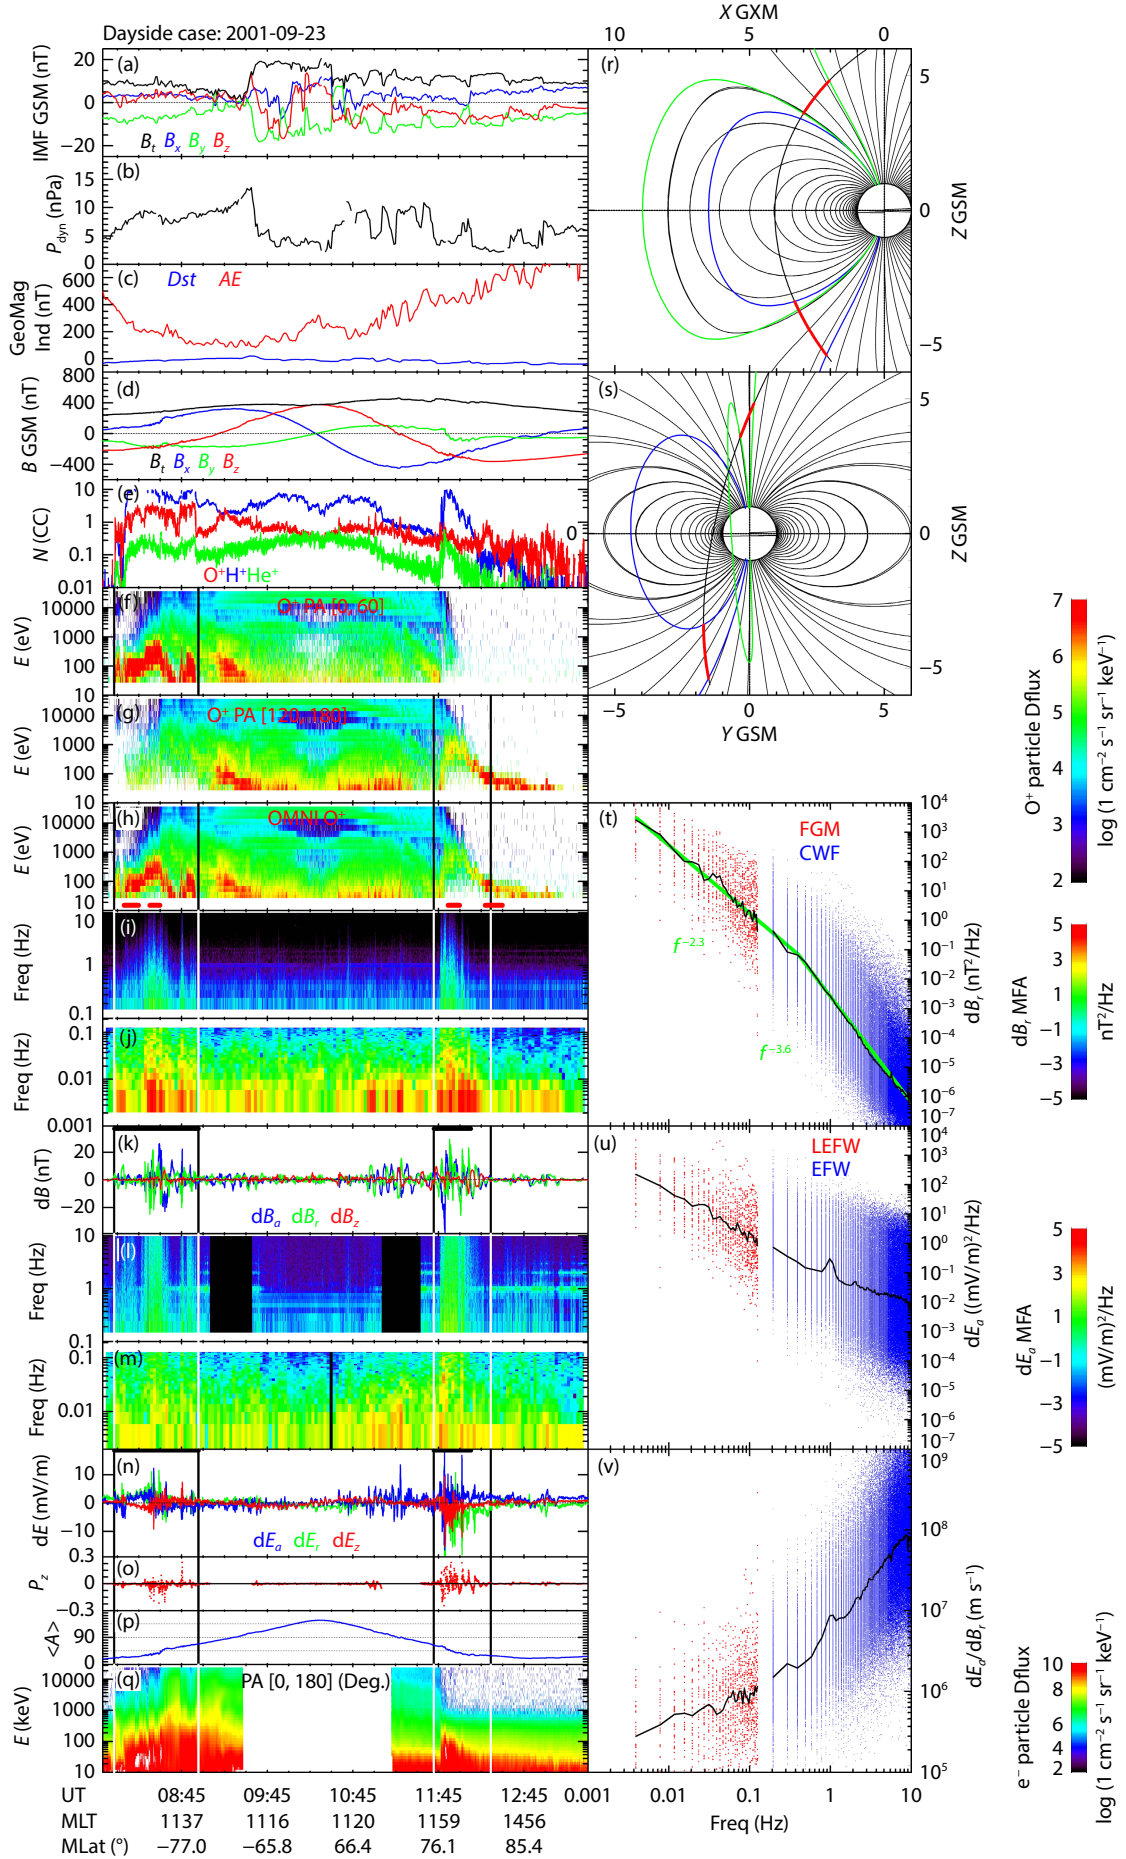 Dayside case: 2001-09-23
X GXM
10 5 0
(a)
IMF GSM (nT)
20
0
−20
Bt Bx By Bz
(b)
Pdyn (nPa)
15
10
5
0
(c)
Dst AE
GeoMag
Ind (nT)
600
400
200
0
(d)
B GSM (nT)
800
400
0
−400
Bt Bx By Bz
(e)
N (CC)
10
1
0.1
0.01
O⁺H⁺He⁺
0
(f)
O⁺ PA [0, 60]
E (eV)
10000
1000
100
10
(g)
O⁺ PA [120, 180]
E (eV)
10000
1000
100
10
(h)
OMNI O⁺
E (eV)
10000
1000
100
10
(i)
Freq (Hz)
10
1
0.1
(j)
Freq (Hz)
0.1
0.01
0.001
(k)
dB (nT)
20
0
−20
dBa dBr dBz
(l)
Freq (Hz)
10
1
0.1
(m)
Freq (Hz)
0.1
0.01
(n)
dE (mV/m)
10
0
−10
dEa dEr dEz
(o)
Pz
0.3
0
−0.3
(p)
<A>
90
0
(q)
PA [0, 180] (Deg.)
E (keV)
10000
1000
100
10
UT 08:45 09:45 10:45 11:45 12:45
MLT 1137 1116 1120 1159 1456
MLat (°) −77.0 −65.8 66.4 76.1 85.4
(r)
5
0
−5
Z GSM
(s)
5
0
−5
Z GSM
−5 0 5
Y GSM
(t)
FGM
CWF
f⁻²·³
f⁻³·⁶
10⁴
10³
10²
10¹
10⁰
10⁻¹
10⁻²
10⁻³
10⁻⁴
10⁻⁵
10⁻⁶
10⁻⁷
dBr (nT²/Hz)
(u)
LEFW
EFW
10⁴
10³
10²
10¹
10⁰
10⁻¹
10⁻²
10⁻³
10⁻⁴
10⁻⁵
10⁻⁶
10⁻⁷
dEa ((mV/m)²/Hz)
(v)
10⁹
10⁸
10⁷
10⁶
10⁵
dEa/dBr (m s⁻¹)
0.001 0.01 0.1 1 10
Freq (Hz)
O⁺ particle Dflux
7
6
5
4
3
2
log (1 cm⁻² s⁻¹ sr⁻¹ keV⁻¹)
dBr MFA
5
3
1
−1
−3
−5
nT²/Hz
dEa MFA
5
3
1
−1
−3
−5
(mV/m)²/Hz
e⁻ particle Dflux
10
8
6
4
2
log (1 cm⁻² s⁻¹ sr⁻¹ keV⁻¹)